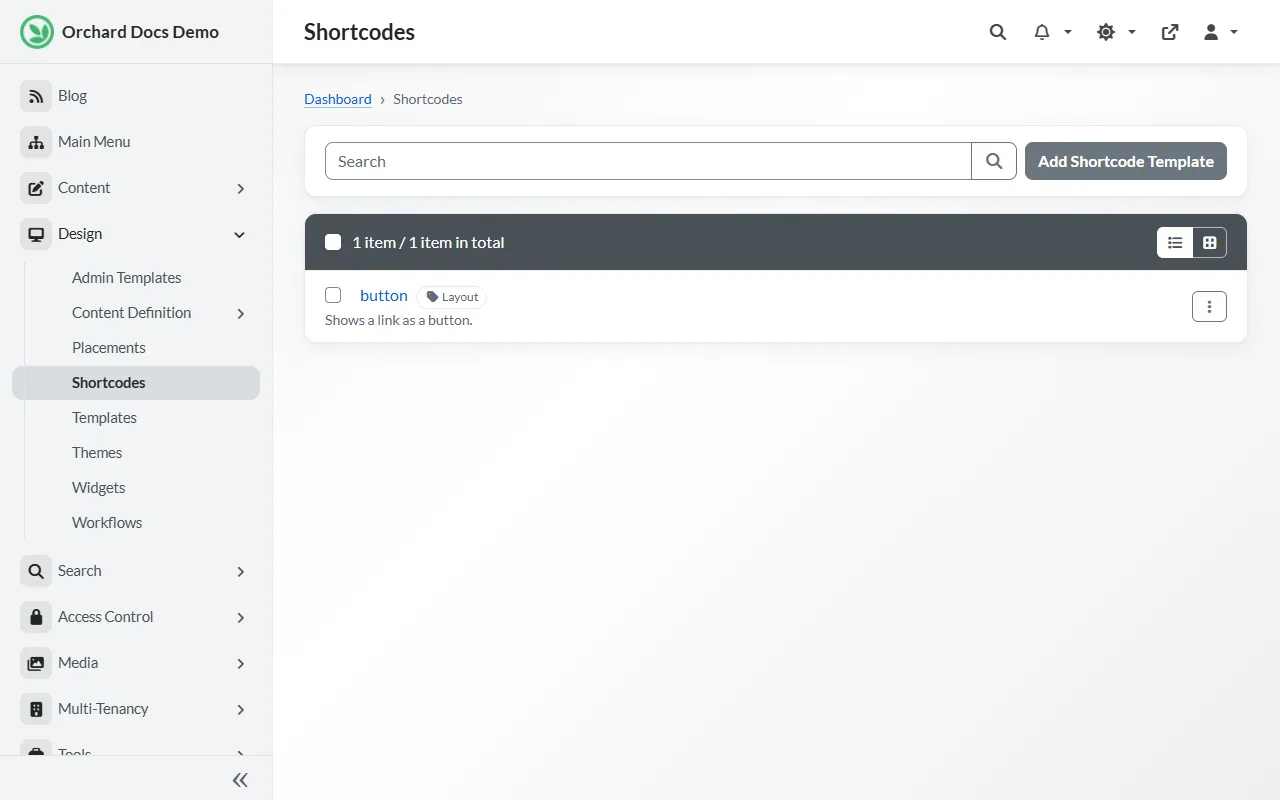 Orchard Docs Demo
Shortcodes
Blog
Main Menu
Content
Design
Admin Templates
Content Definition
Placements
Shortcodes
Templates
Themes
Widgets
Workflows
Search
Access Control
Media
Multi-Tenancy
Tools
Dashboard › Shortcodes
Search
Add Shortcode Template
1 item / 1 item in total
button Layout
Shows a link as a button.